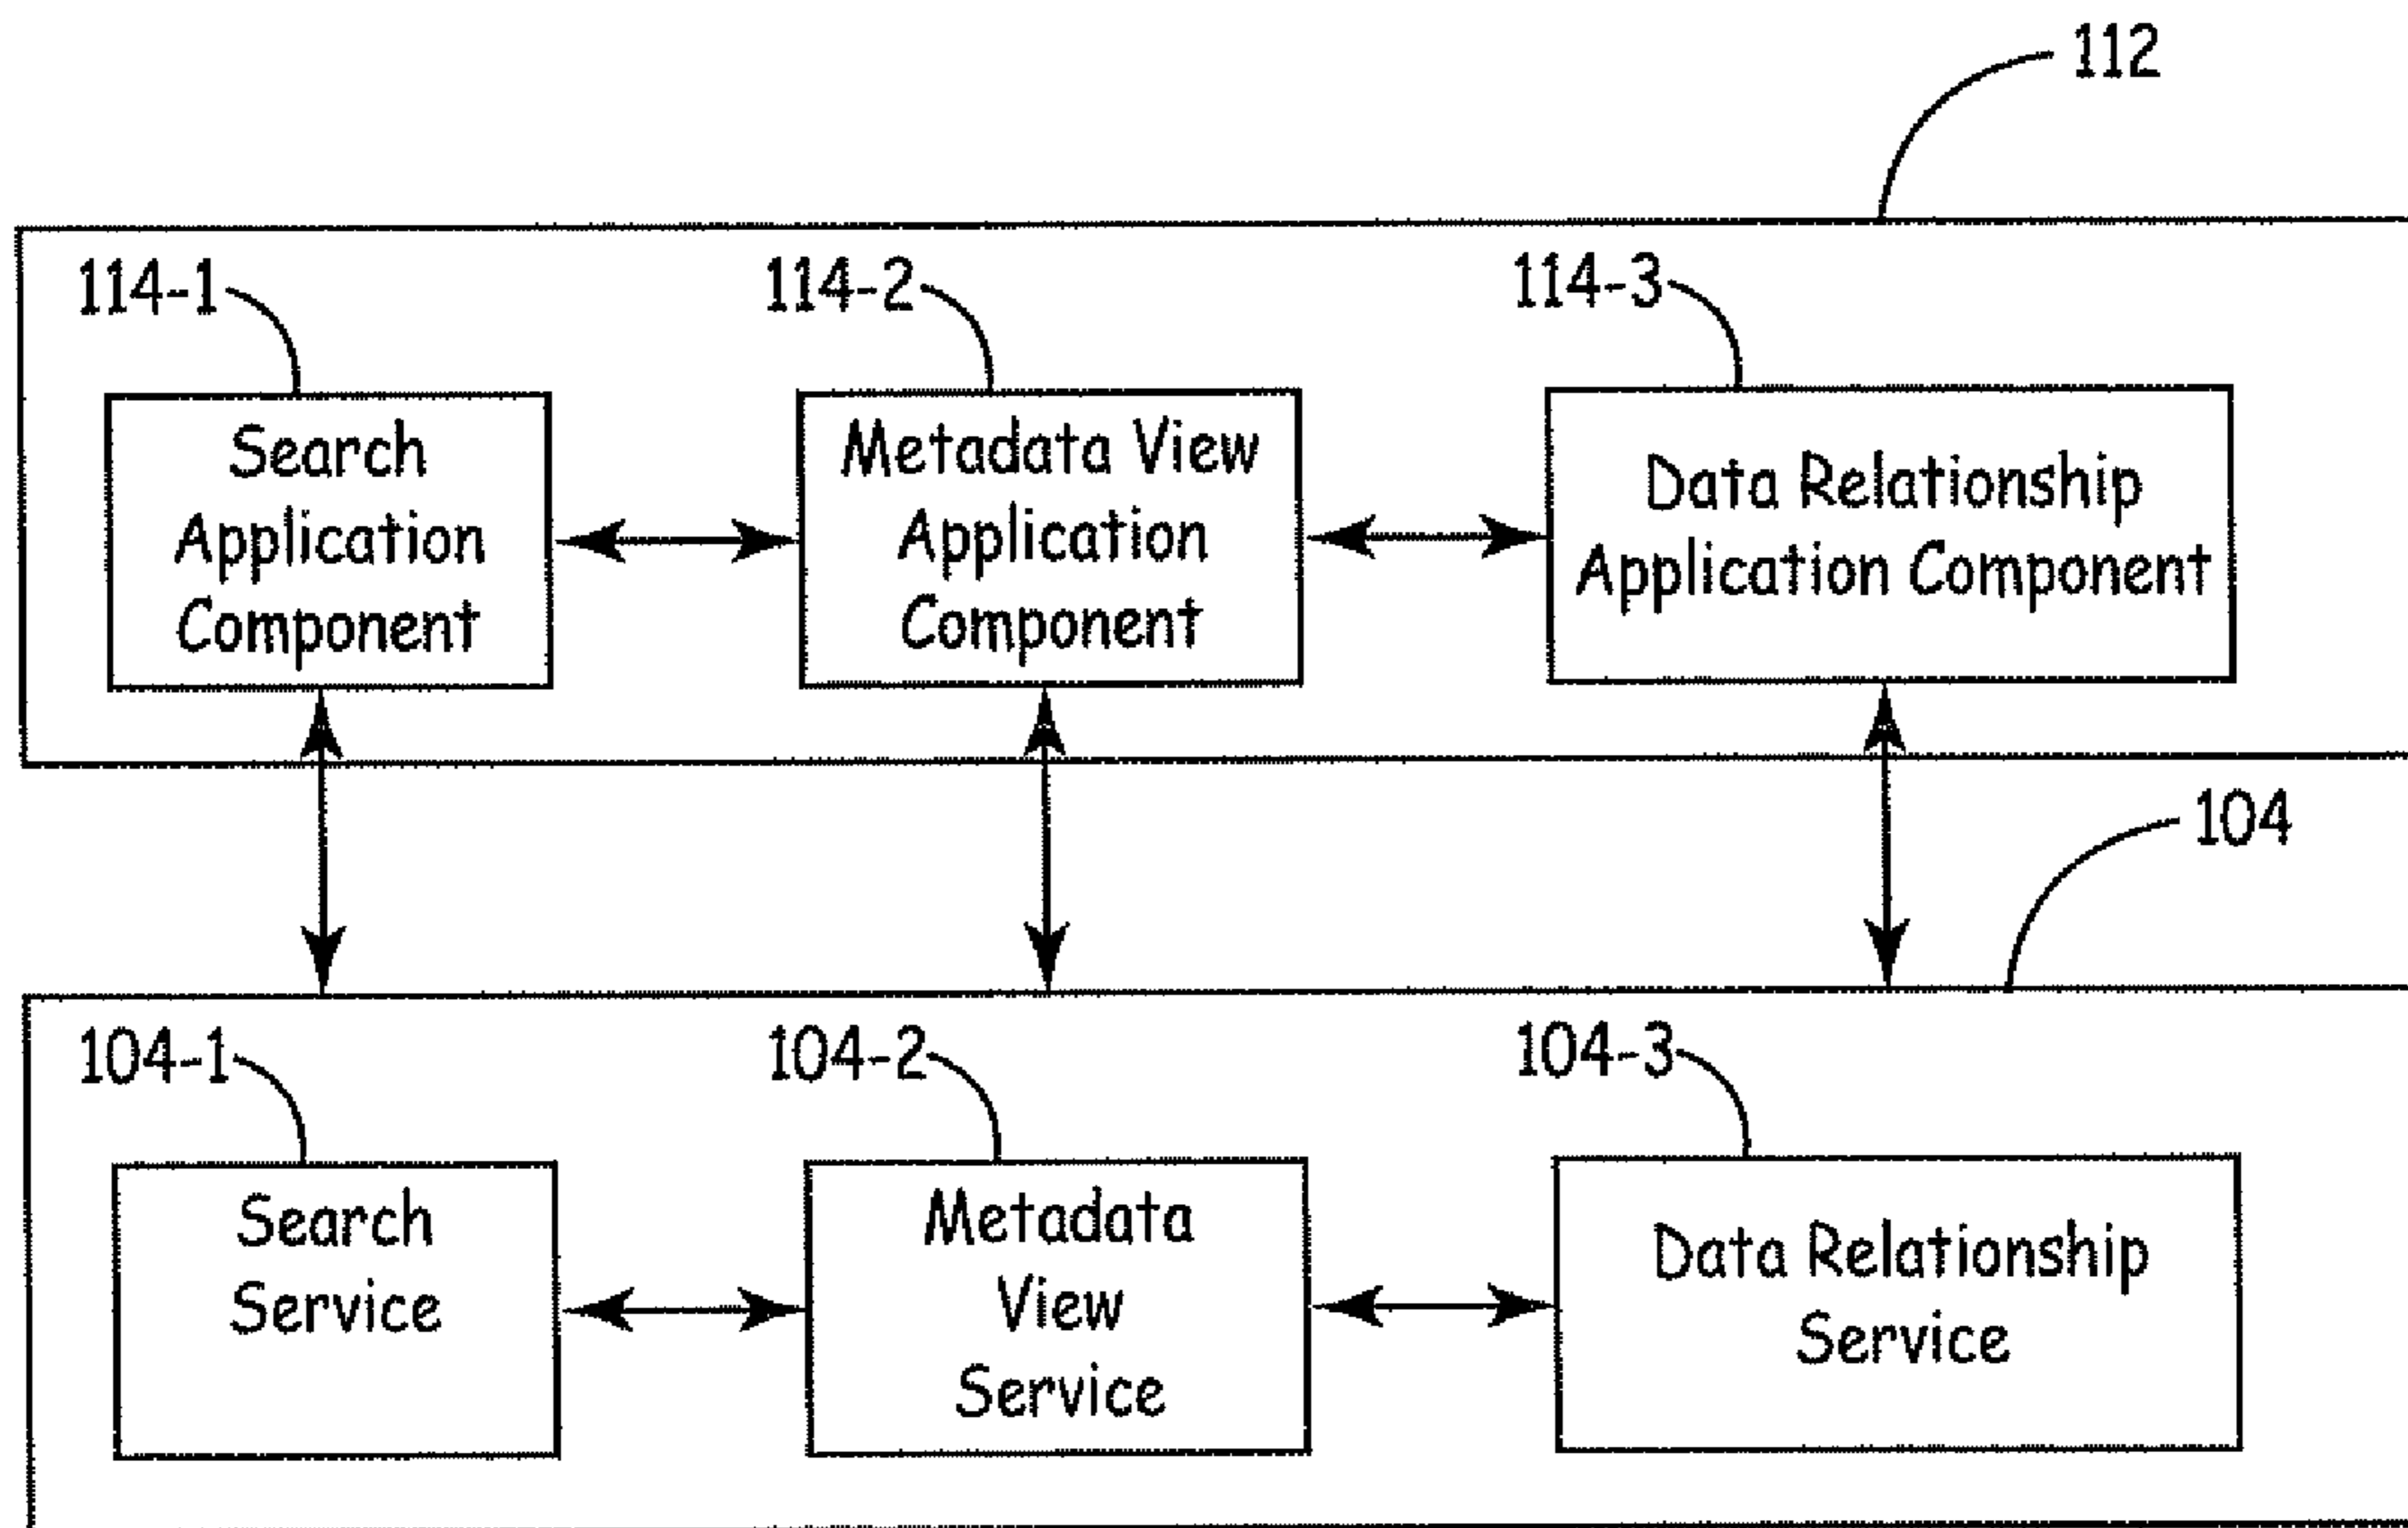 112
114-1
114-2
114-3
Search
Application
Component
Metadata View
Application
Component
Data Relationship
Application Component
104
104-1
104-2
104-3
Search
Service
Metadata
View
Service
Data Relationship
Service